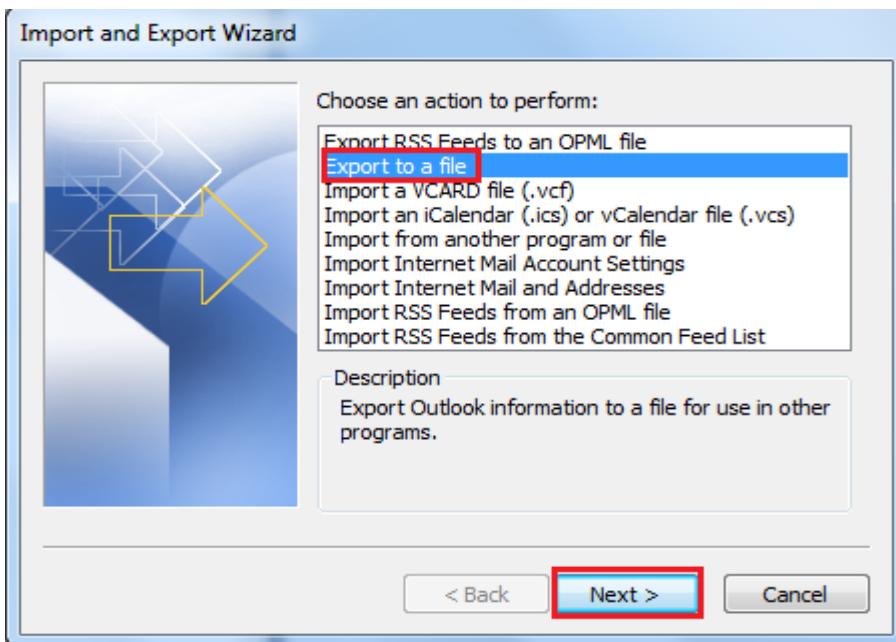 Import and Export Wizard
Choose an action to perform:
Export RSS Feeds to an OPML file
Export to a file
Import a VCARD file (.vcf)
Import an iCalendar (.ics) or vCalendar file (.vcs)
Import from another program or file
Import Internet Mail Account Settings
Import Internet Mail and Addresses
Import RSS Feeds from an OPML file
Import RSS Feeds from the Common Feed List
Description
Export Outlook information to a file for use in other
programs.
< Back Next > Cancel